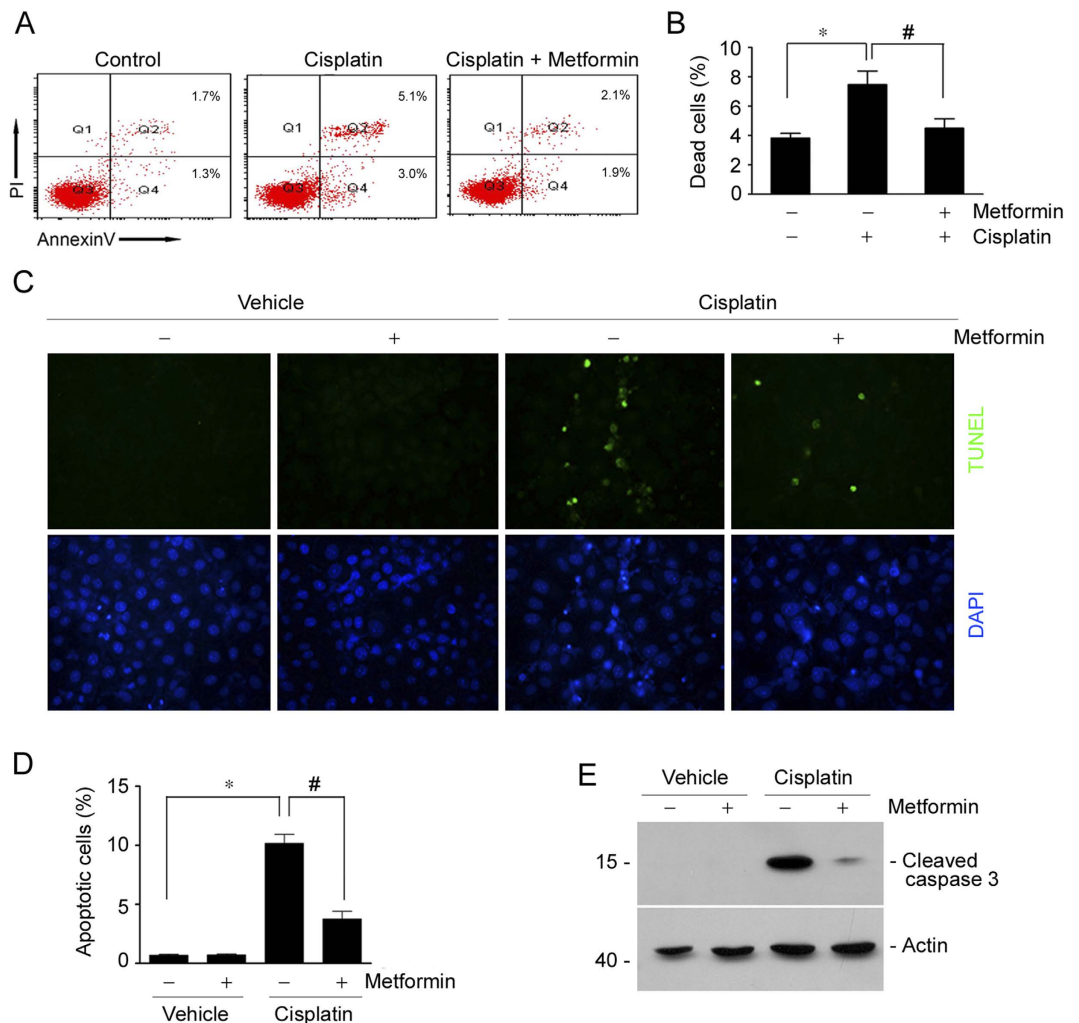 A
Control
Cisplatin
Cisplatin + Metformin
1.7%
5.1%
2.1%
Q1
Q2
Q1
Q2
Q1
Q2
1.3%
3.0%
1.9%
Q3
Q4
Q3
Q4
Q3
Q4
PI
AnnexinV
B
Dead cells (%)
10
8
6
4
2
0
*
#
− − + Metformin
− + + Cisplatin
C
Vehicle
Cisplatin
− + − + Metformin
TUNEL
DAPI
D
Apoptotic cells (%)
15
10
5
0
*
#
− + − + Metformin
Vehicle
Cisplatin
E
Vehicle
Cisplatin
− + − + Metformin
15 -
- Cleaved
caspase 3
- Actin
40 -